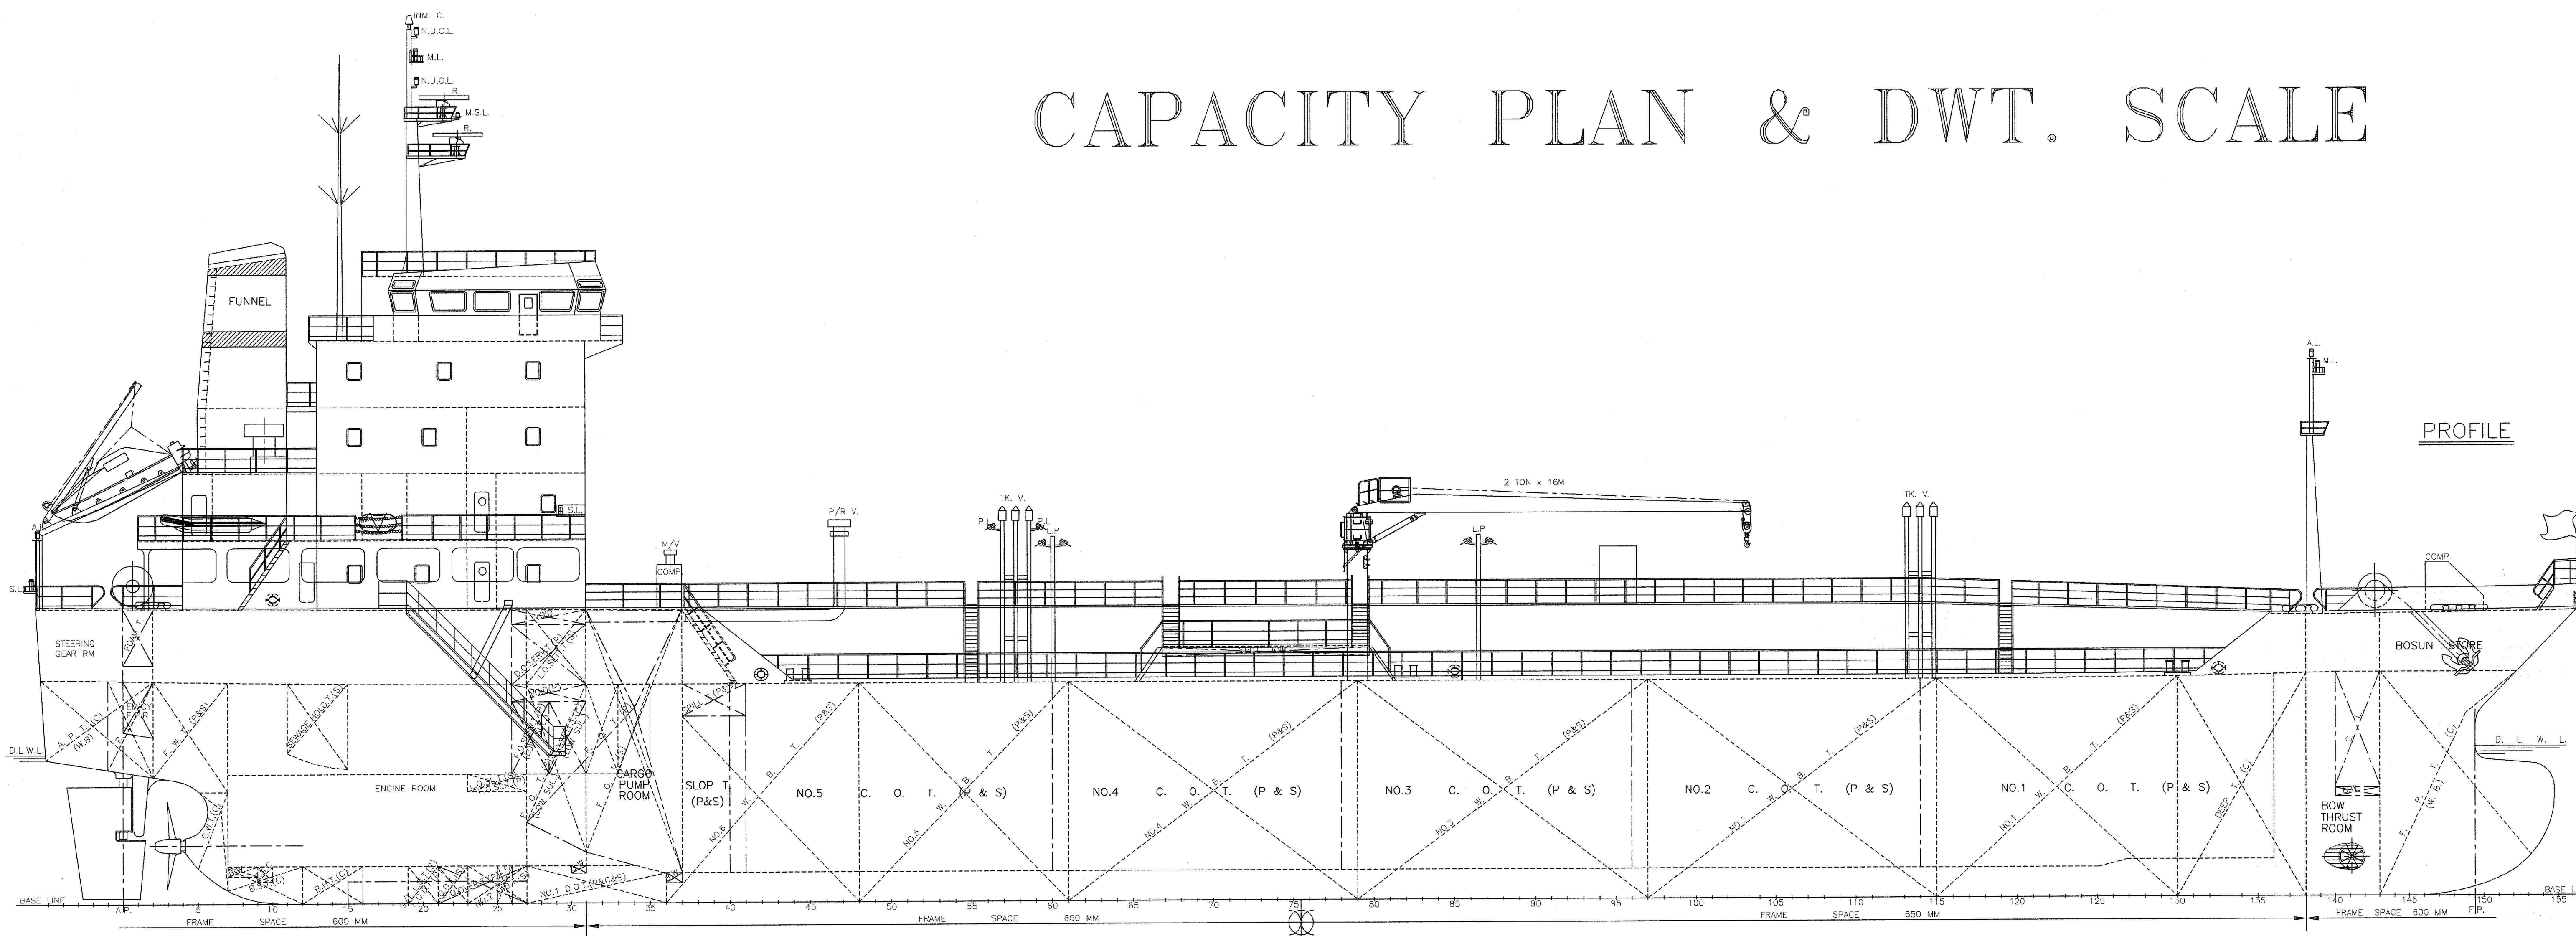 CAPACITY PLAN & DWT. SCALE
INM. C.
N.U.C.L.
M.L.
N.U.C.L.
R.
M.S.L.
R.
FUNNEL
A.L.
M.L.
PROFILE
2 TON x 16M
TK. V.
P.L
P.L
L.P
P/R V.
M/V
COMP
L.P
TK. V.
COMP.
A.L
S.L.
S.L.
STEERING
GEAR RM
FOAM T.
BOSUN STORE
D.L.W.L.
A. P. T. (C)
(W.B)
F. W. T. (P&S)
SEWAGE HOLD.T(S)
SPILL T(P&S)
ENGINE ROOM
C.W.T(C)
CARGO
PUMP
ROOM
SLOP T
(P&S)
NO.5 C. O. T. (P & S)
NO.4 C. O. T. (P & S)
NO.3 C. O. T. (P & S)
NO.2 C. O. T. (P & S)
NO.1 C. O. T. (P & S)
NO.6 W. B. T. (P&S)
NO.5 W. B. T. (P&S)
NO.4 W. B. T. (P&S)
NO.3 W. B. T. (P&S)
NO.2 W. B. T. (P&S)
NO.1 W. B. T. (P&S)
DEEP T.(C)
C. L.
BOW
THRUST
ROOM
F. P. T. (C)
(W. B.)
D. L. W. L.
B.H.T.(C)
NO.1 D.O.T.(P&C&S)
BASE LINE
A.P. 5 10 15 20 25 30 35 40 45 50 55 60 65 70 75 80 85 90 95 100 105 110 115 120 125 130 135 140 145 150 155
F.P.
BASE L
FRAME SPACE 600 MM
FRAME SPACE 650 MM
FRAME SPACE 650 MM
FRAME SPACE 600 MM